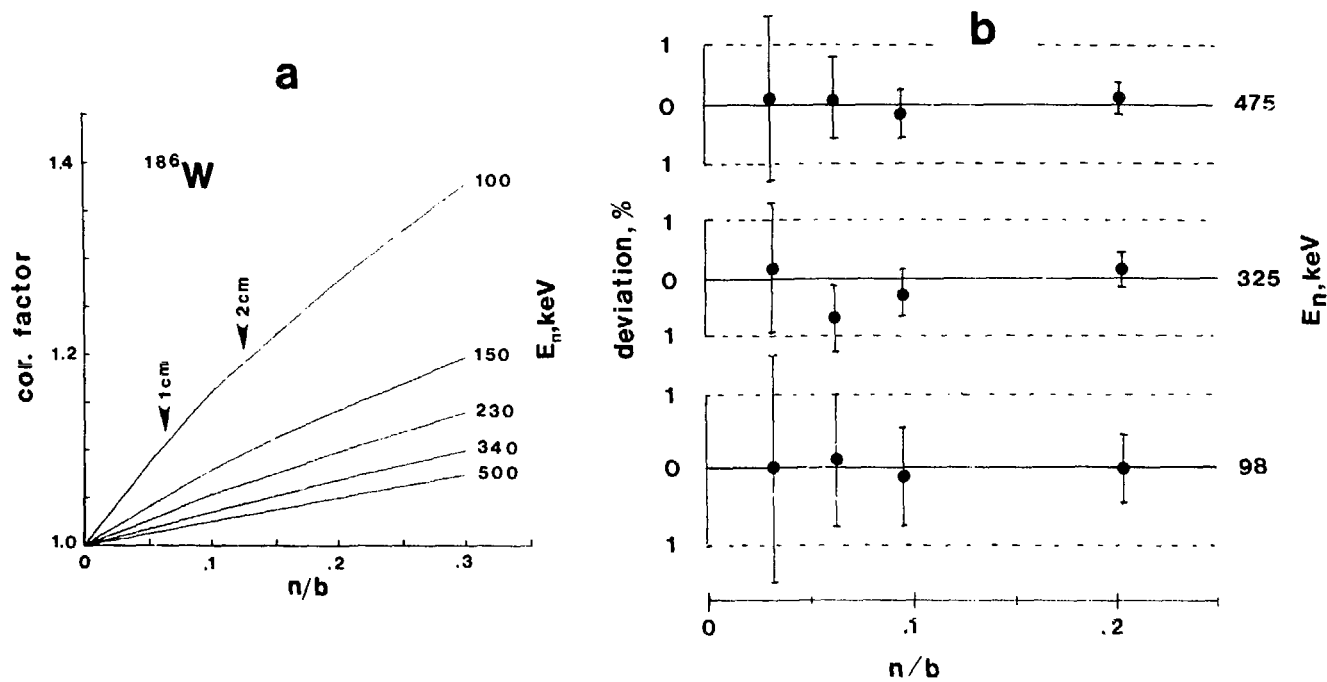 a
cor. factor
1.4
1.2
1.0
186W
1cm
2cm
100
150
230
340
500
En,keV
0
.1
.2
.3
n/b
b
deviation, %
1
0
1
475
1
0
1
325
1
0
1
98
En,keV
0
.1
.2
n/b